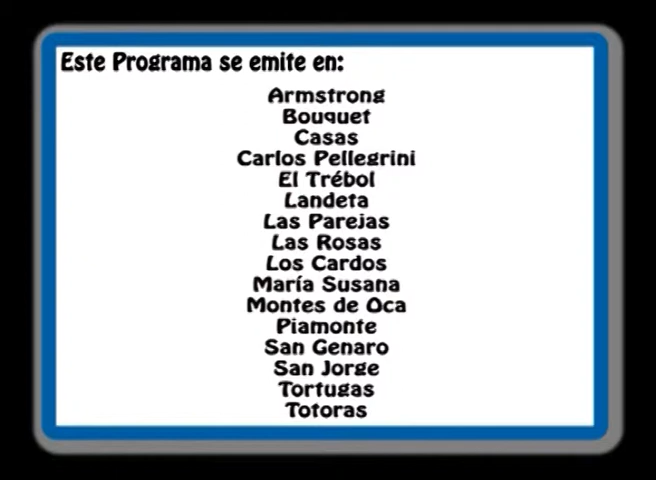 Este Programa se emite en:
Armstrong
Bouquet
Casas
Carlos Pellegrini
El Trébol
Landeta
Las Parejas
Las Rosas
Los Cardos
María Susana
Montes de Oca
Piamonte
San Genaro
San Jorge
Tortugas
Totoras